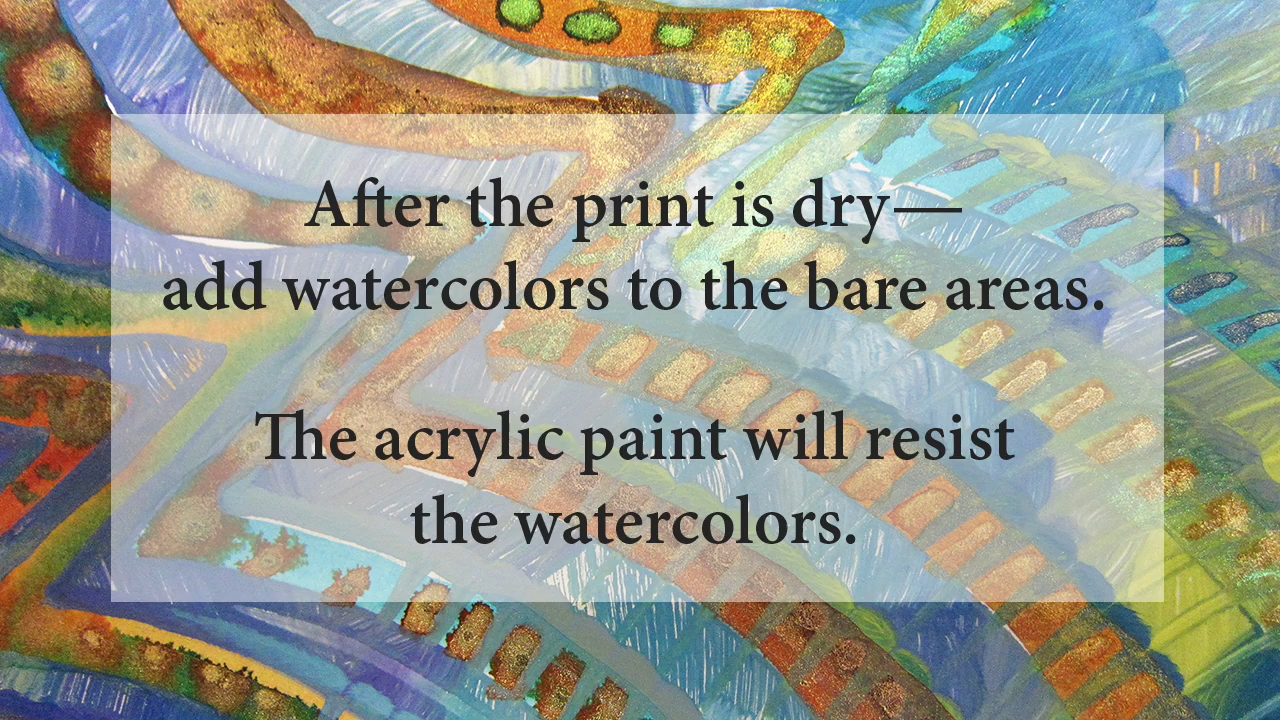 After the print is dry—
add watercolors to the bare areas.
The acrylic paint will resist
the watercolors.